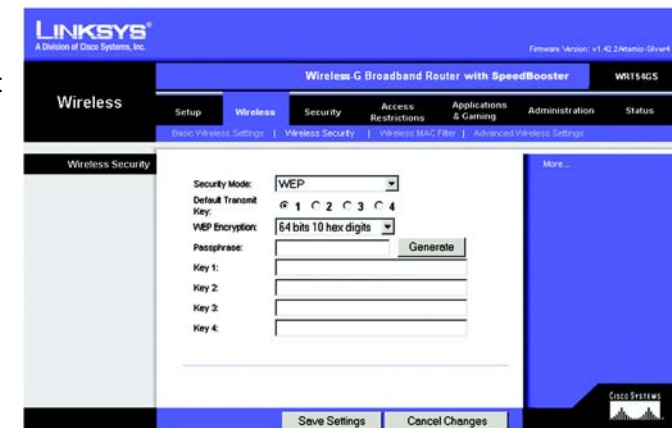 LINKSYS®
A Division of Cisco Systems, Inc.
Firmware Version: v1.42.2Artemis-Silver4
Wireless-G Broadband Router with SpeedBooster WRT54GS
Wireless
Setup Wireless Security Access Restrictions Applications & Gaming Administration Status
Basic Wireless Settings | Wireless Security | Wireless MAC Filter | Advanced Wireless Settings
Wireless Security
More...
Security Mode: WEP
Default Transmit Key: 1 2 3 4
WEP Encryption: 64 bits 10 hex digits
Passphrase: Generate
Key 1:
Key 2:
Key 3:
Key 4:
CISCO SYSTEMS
Save Settings Cancel Changes